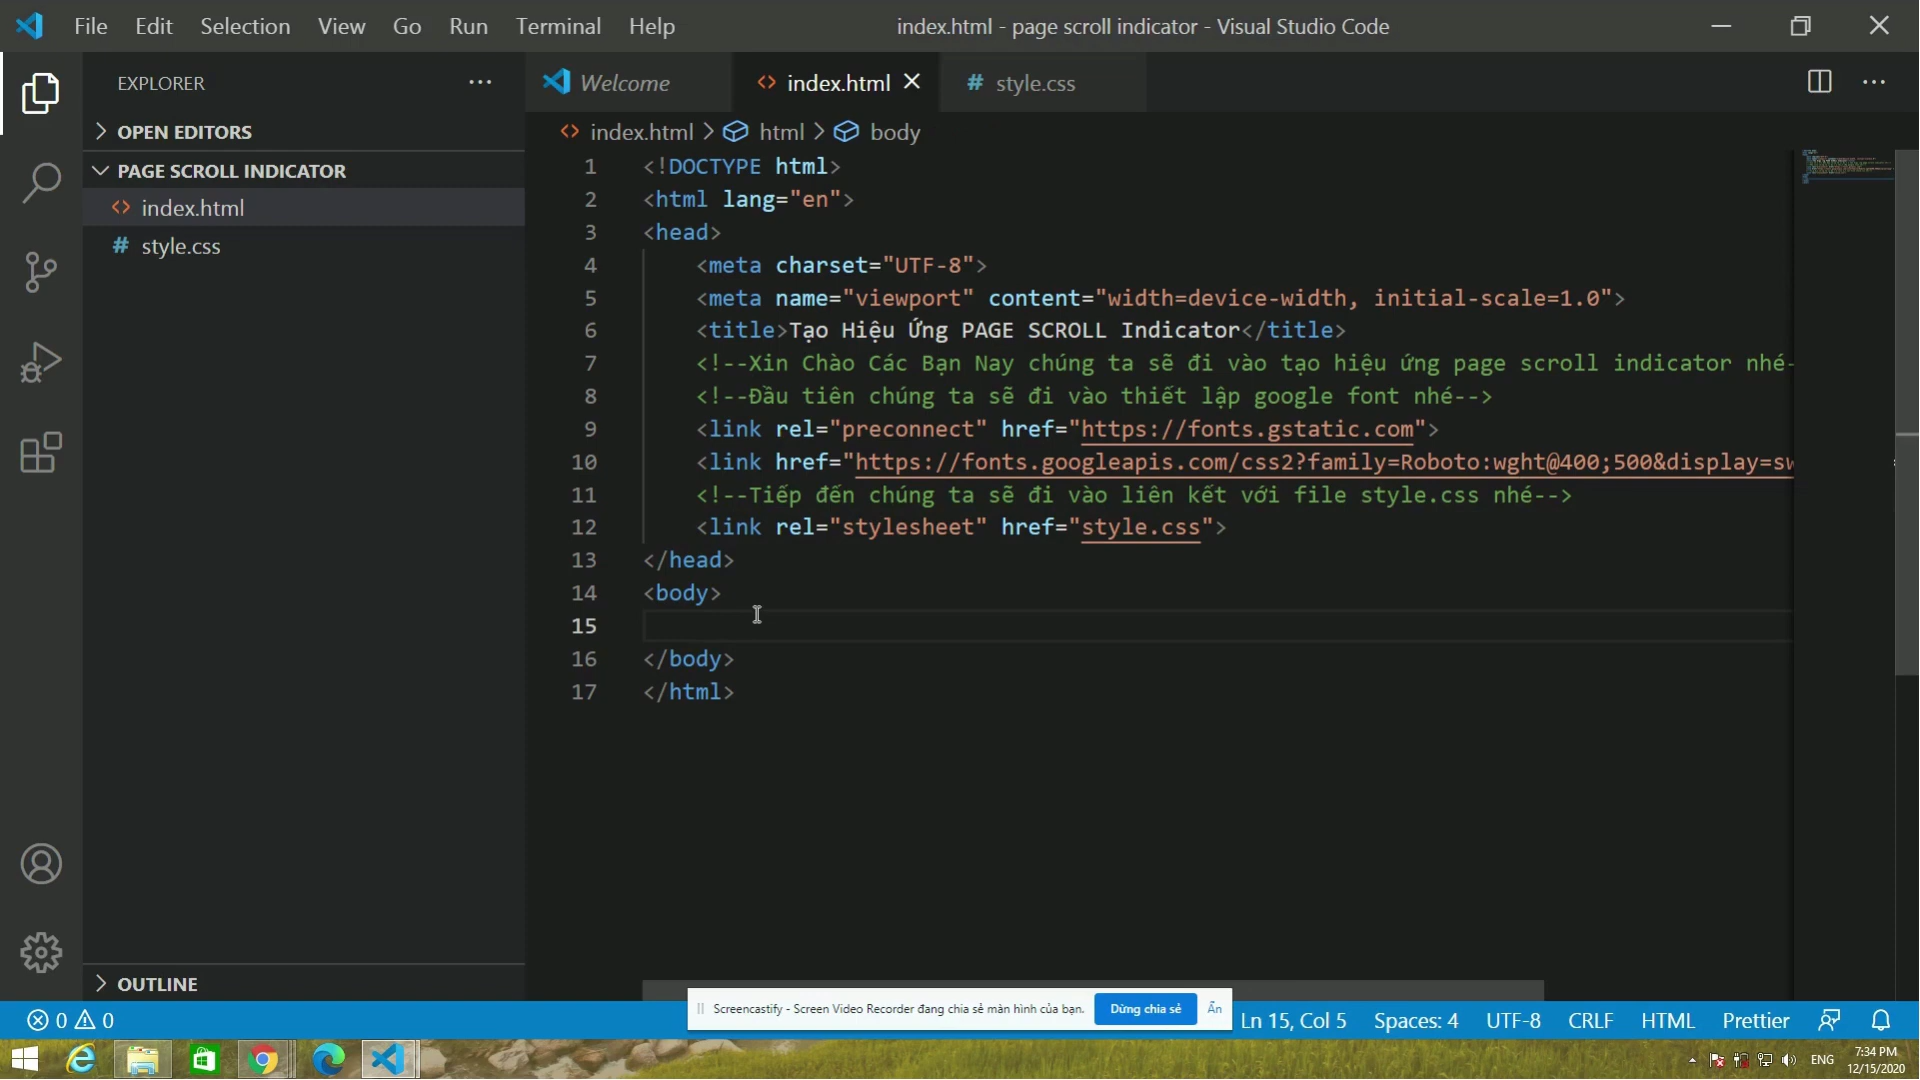 File Edit Selection View Go Run Terminal Help index.html - page scroll indicator - Visual Studio Code
EXPLORER
OPEN EDITORS
PAGE SCROLL INDICATOR
index.html
style.css
OUTLINE
Welcome index.html style.css
index.html > html > body
1 <!DOCTYPE html>
2 <html lang="en">
3 <head>
4 <meta charset="UTF-8">
5 <meta name="viewport" content="width=device-width, initial-scale=1.0">
6 <title>Tạo Hiệu Ứng PAGE SCROLL Indicator</title>
7 <!--Xin Chào Các Bạn Nay chúng ta sẽ đi vào tạo hiệu ứng page scroll indicator nhé-
8 <!--Đầu tiên chúng ta sẽ đi vào thiết lập google font nhé-->
9 <link rel="preconnect" href="https://fonts.gstatic.com">
10 <link href="https://fonts.googleapis.com/css2?family=Roboto:wght@400;500&display=sw
11 <!--Tiếp đến chúng ta sẽ đi vào liên kết với file style.css nhé-->
12 <link rel="stylesheet" href="style.css">
13 </head>
14 <body>
15
16 </body>
17 </html>
Screencastify - Screen Video Recorder đang chia sẻ màn hình của bạn. Dừng chia sẻ Ẩn
0 0 Ln 15, Col 5 Spaces: 4 UTF-8 CRLF HTML Prettier
ENG 7:34 PM
12/15/2020